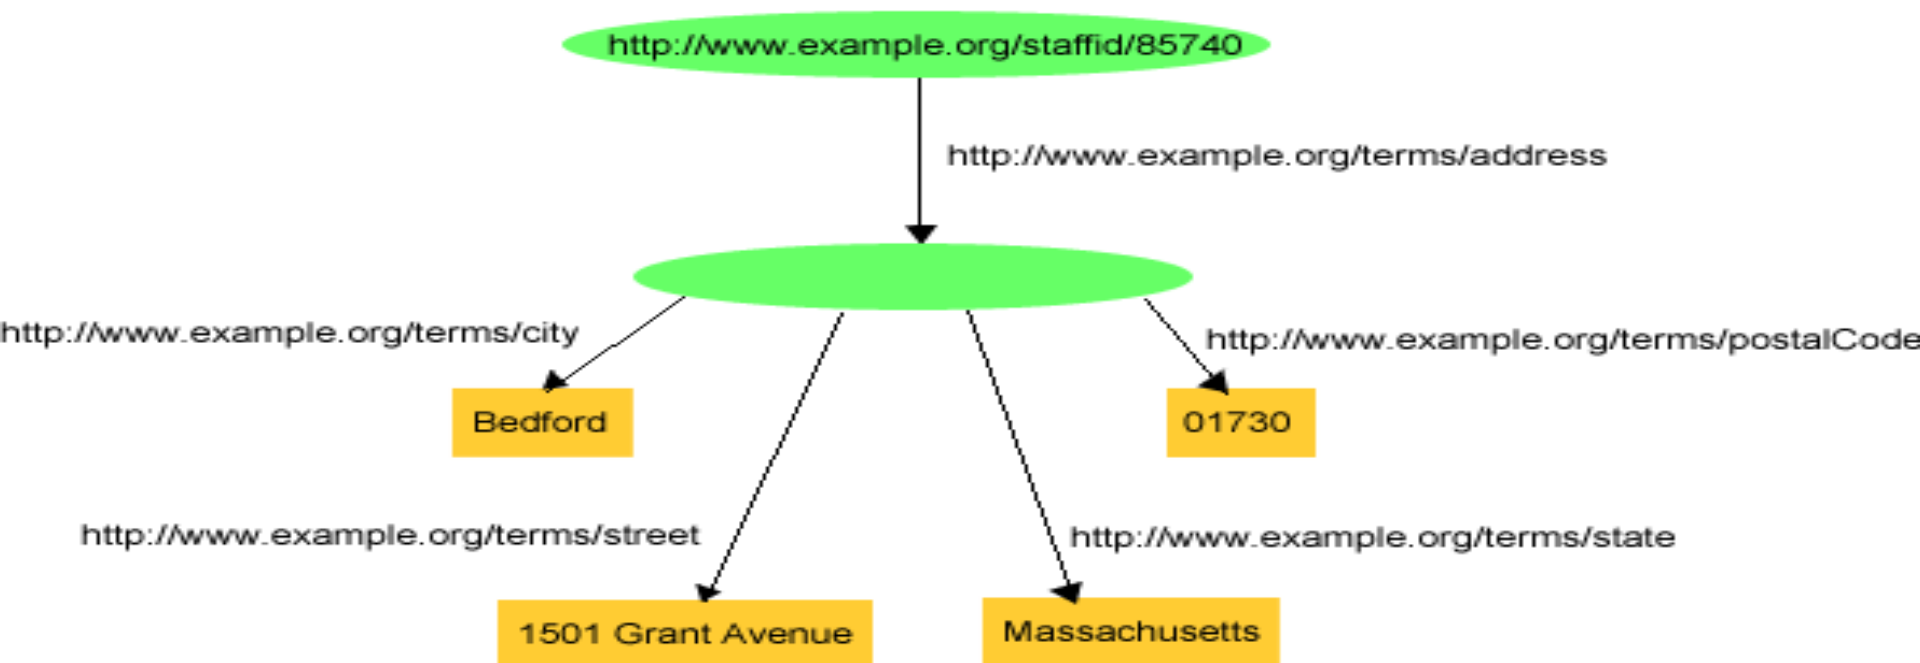 http://www.example.org/staffid/85740
http://www.example.org/terms/address
http://www.example.org/terms/city
http://www.example.org/terms/postalCode
Bedford
01730
http://www.example.org/terms/street
http://www.example.org/terms/state
1501 Grant Avenue
Massachusetts